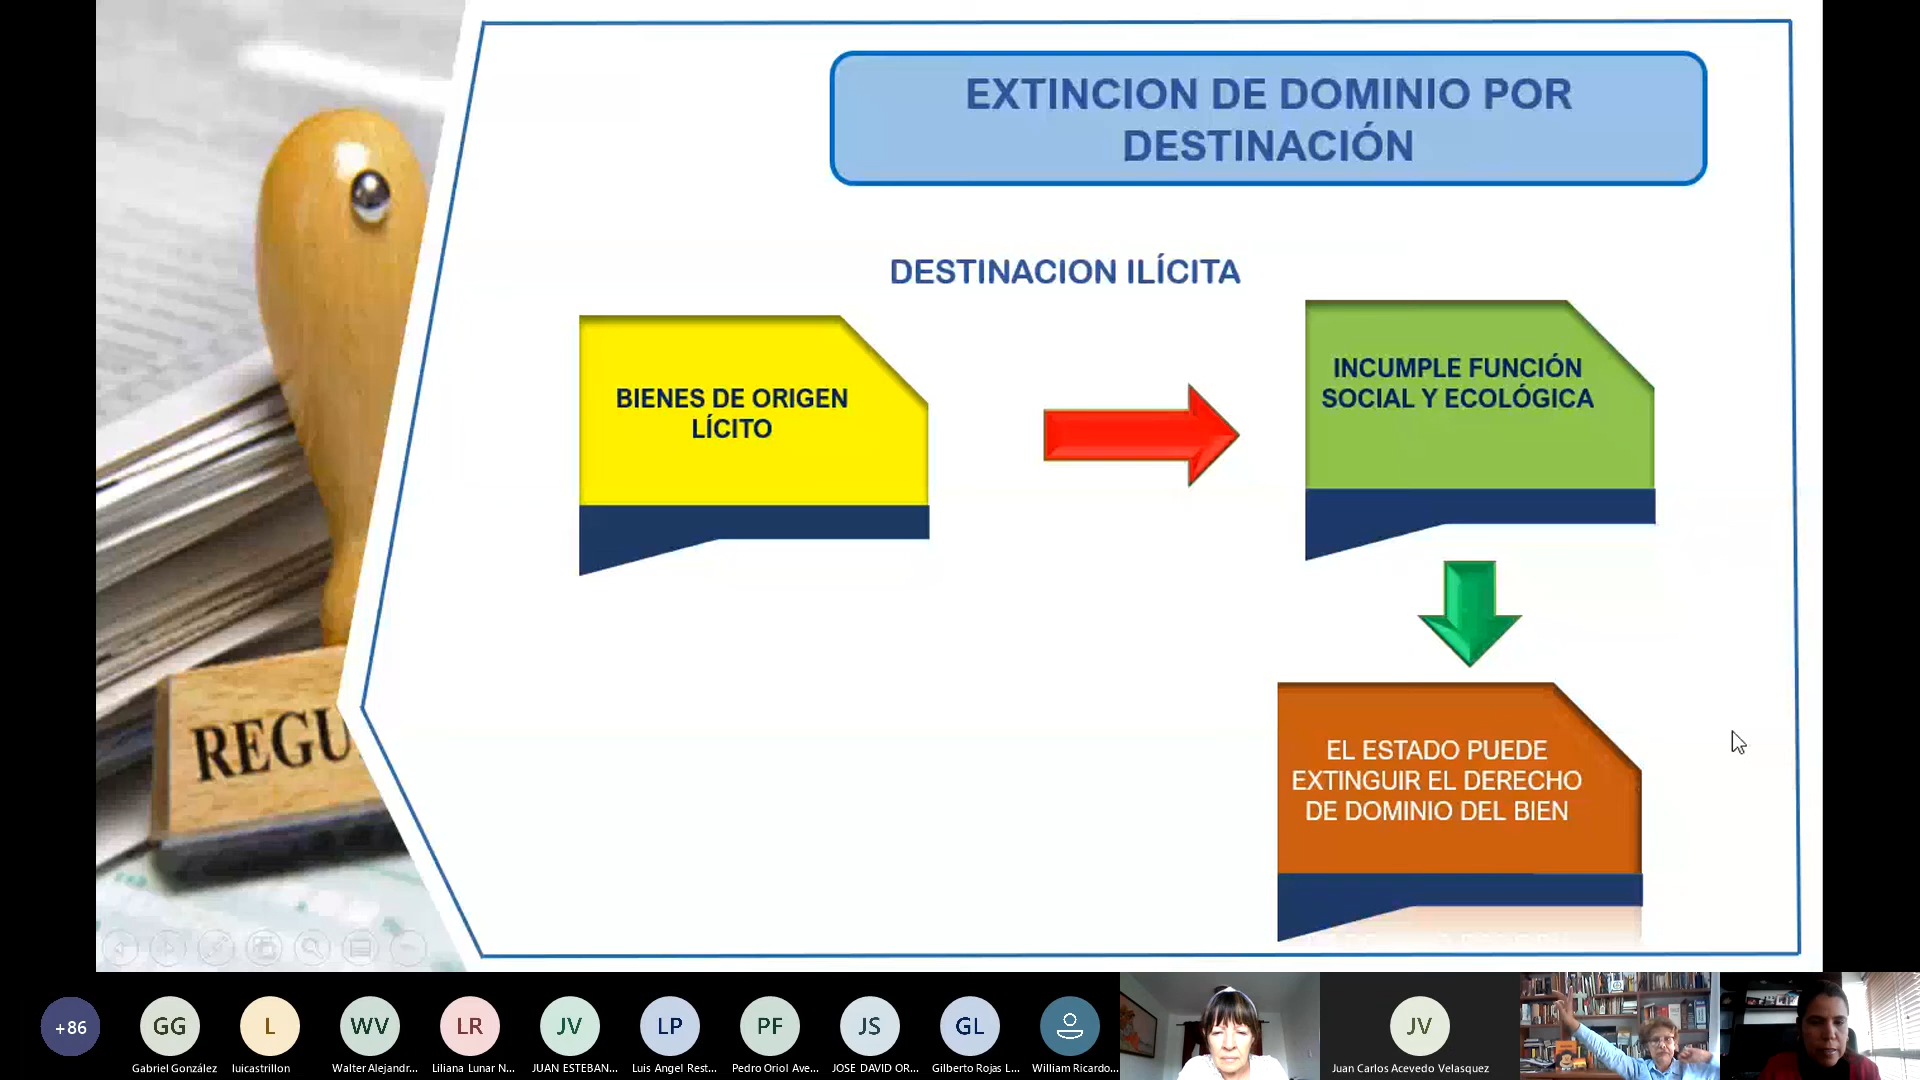 EXTINCION DE DOMINIO POR
DESTINACIÓN
DESTINACION ILÍCITA
BIENES DE ORIGEN
LÍCITO
INCUMPLE FUNCIÓN
SOCIAL Y ECOLÓGICA
EL ESTADO PUEDE
EXTINGUIR EL DERECHO
DE DOMINIO DEL BIEN
REGU
+86
GG
L
WV
LR
JV
LP
PF
JS
GL
JV
Gabriel González
luicastrillon
Walter Alejandr...
Liliana Lunar N...
JUAN ESTEBAN...
Luis Angel Rest...
Pedro Oriol Ave...
JOSE DAVID OR...
Gilberto Rojas L...
William Ricardo...
Juan Carlos Acevedo Velasquez